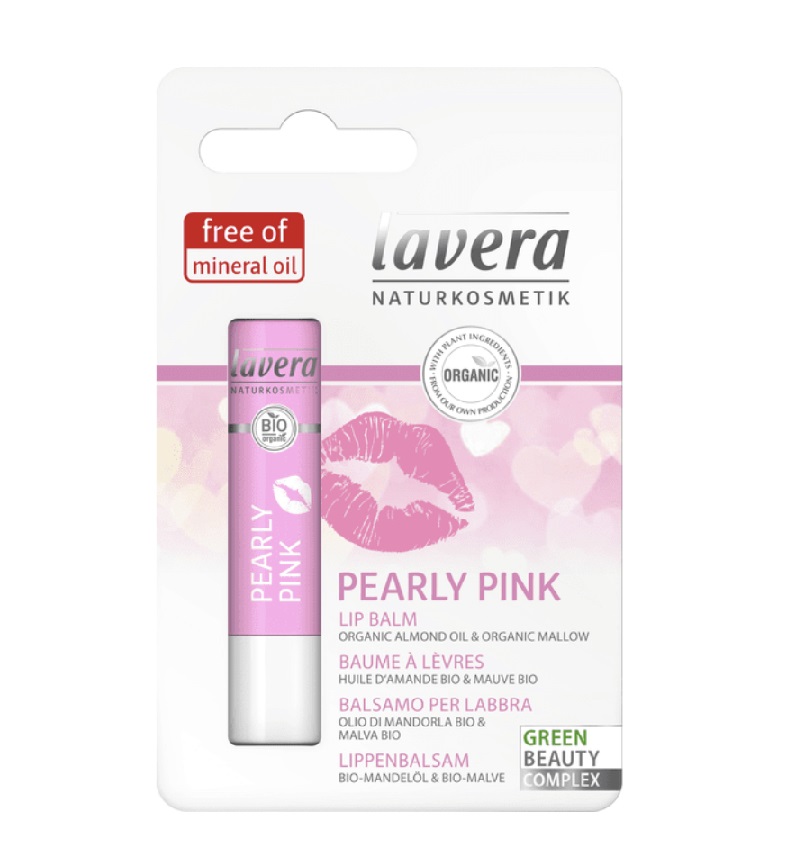 free of
mineral oil
lavera
NATURKOSMETIK
WITH PLANT INGREDIENTS
ORGANIC
FROM OUR OWN PRODUCTION
lavera
NATURKOSMETIK
BIO
organic
PEARLY
PINK
PEARLY PINK
LIP BALM
ORGANIC ALMOND OIL & ORGANIC MALLOW
BAUME À LÈVRES
HUILE D'AMANDE BIO & MAUVE BIO
BALSAMO PER LABBRA
OLIO DI MANDORLA BIO &
MALVA BIO
LIPPENBALSAM
BIO-MANDELÖL & BIO-MALVE
GREEN
BEAUTY
COMPLEX